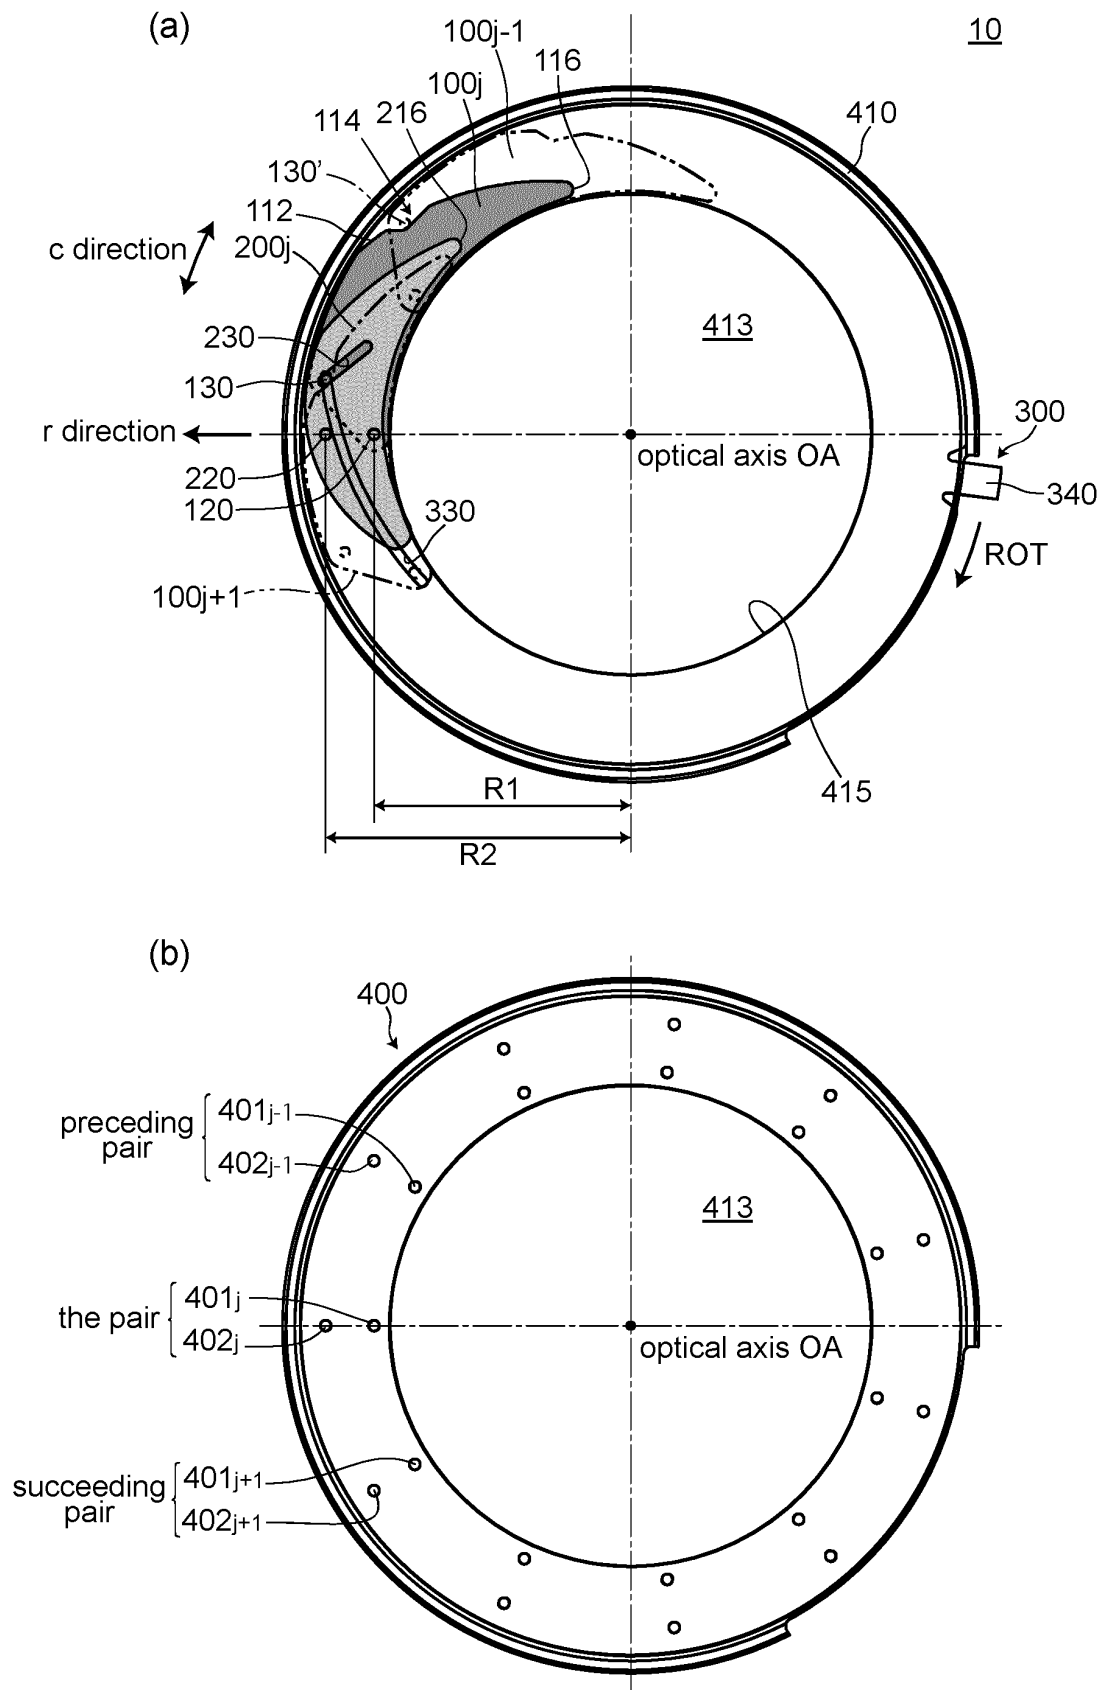 (a)
10
100j-1
116
100j
216
114
130’
112
200j
c direction
410
413
230
130
r direction
220
120
optical axis OA
300
340
ROT
330
100j+1
415
R1
R2
(b)
400
preceding
pair
401j-1
402j-1
413
the pair
401j
402j
optical axis OA
succeeding
pair
401j+1
402j+1